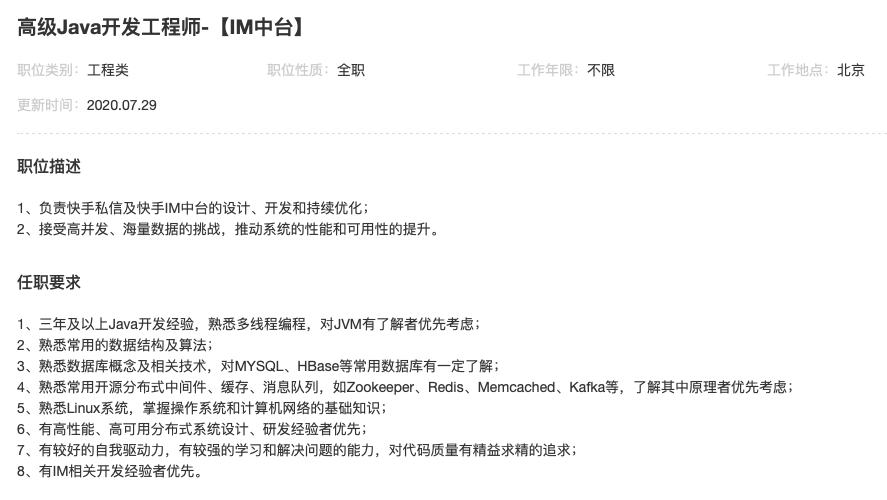 高级Java开发工程师-【IM中台】
职位类别：工程类 职位性质：全职 工作年限：不限 工作地点：北京
更新时间：2020.07.29
职位描述
1、负责快手私信及快手IM中台的设计、开发和持续优化；
2、接受高并发、海量数据的挑战，推动系统的性能和可用性的提升。
任职要求
1、三年及以上Java开发经验，熟悉多线程编程，对JVM有了解者优先考虑；
2、熟悉常用的数据结构及算法；
3、熟悉数据库概念及相关技术，对MYSQL、HBase等常用数据库有一定了解；
4、熟悉常用开源分布式中间件、缓存、消息队列，如Zookeeper、Redis、Memcached、Kafka等，了解其中原理者优先考虑；
5、熟悉Linux系统，掌握操作系统和计算机网络的基础知识；
6、有高性能、高可用分布式系统设计、研发经验者优先；
7、有较好的自我驱动力，有较强的学习和解决问题的能力，对代码质量有精益求精的追求；
8、有IM相关开发经验者优先。